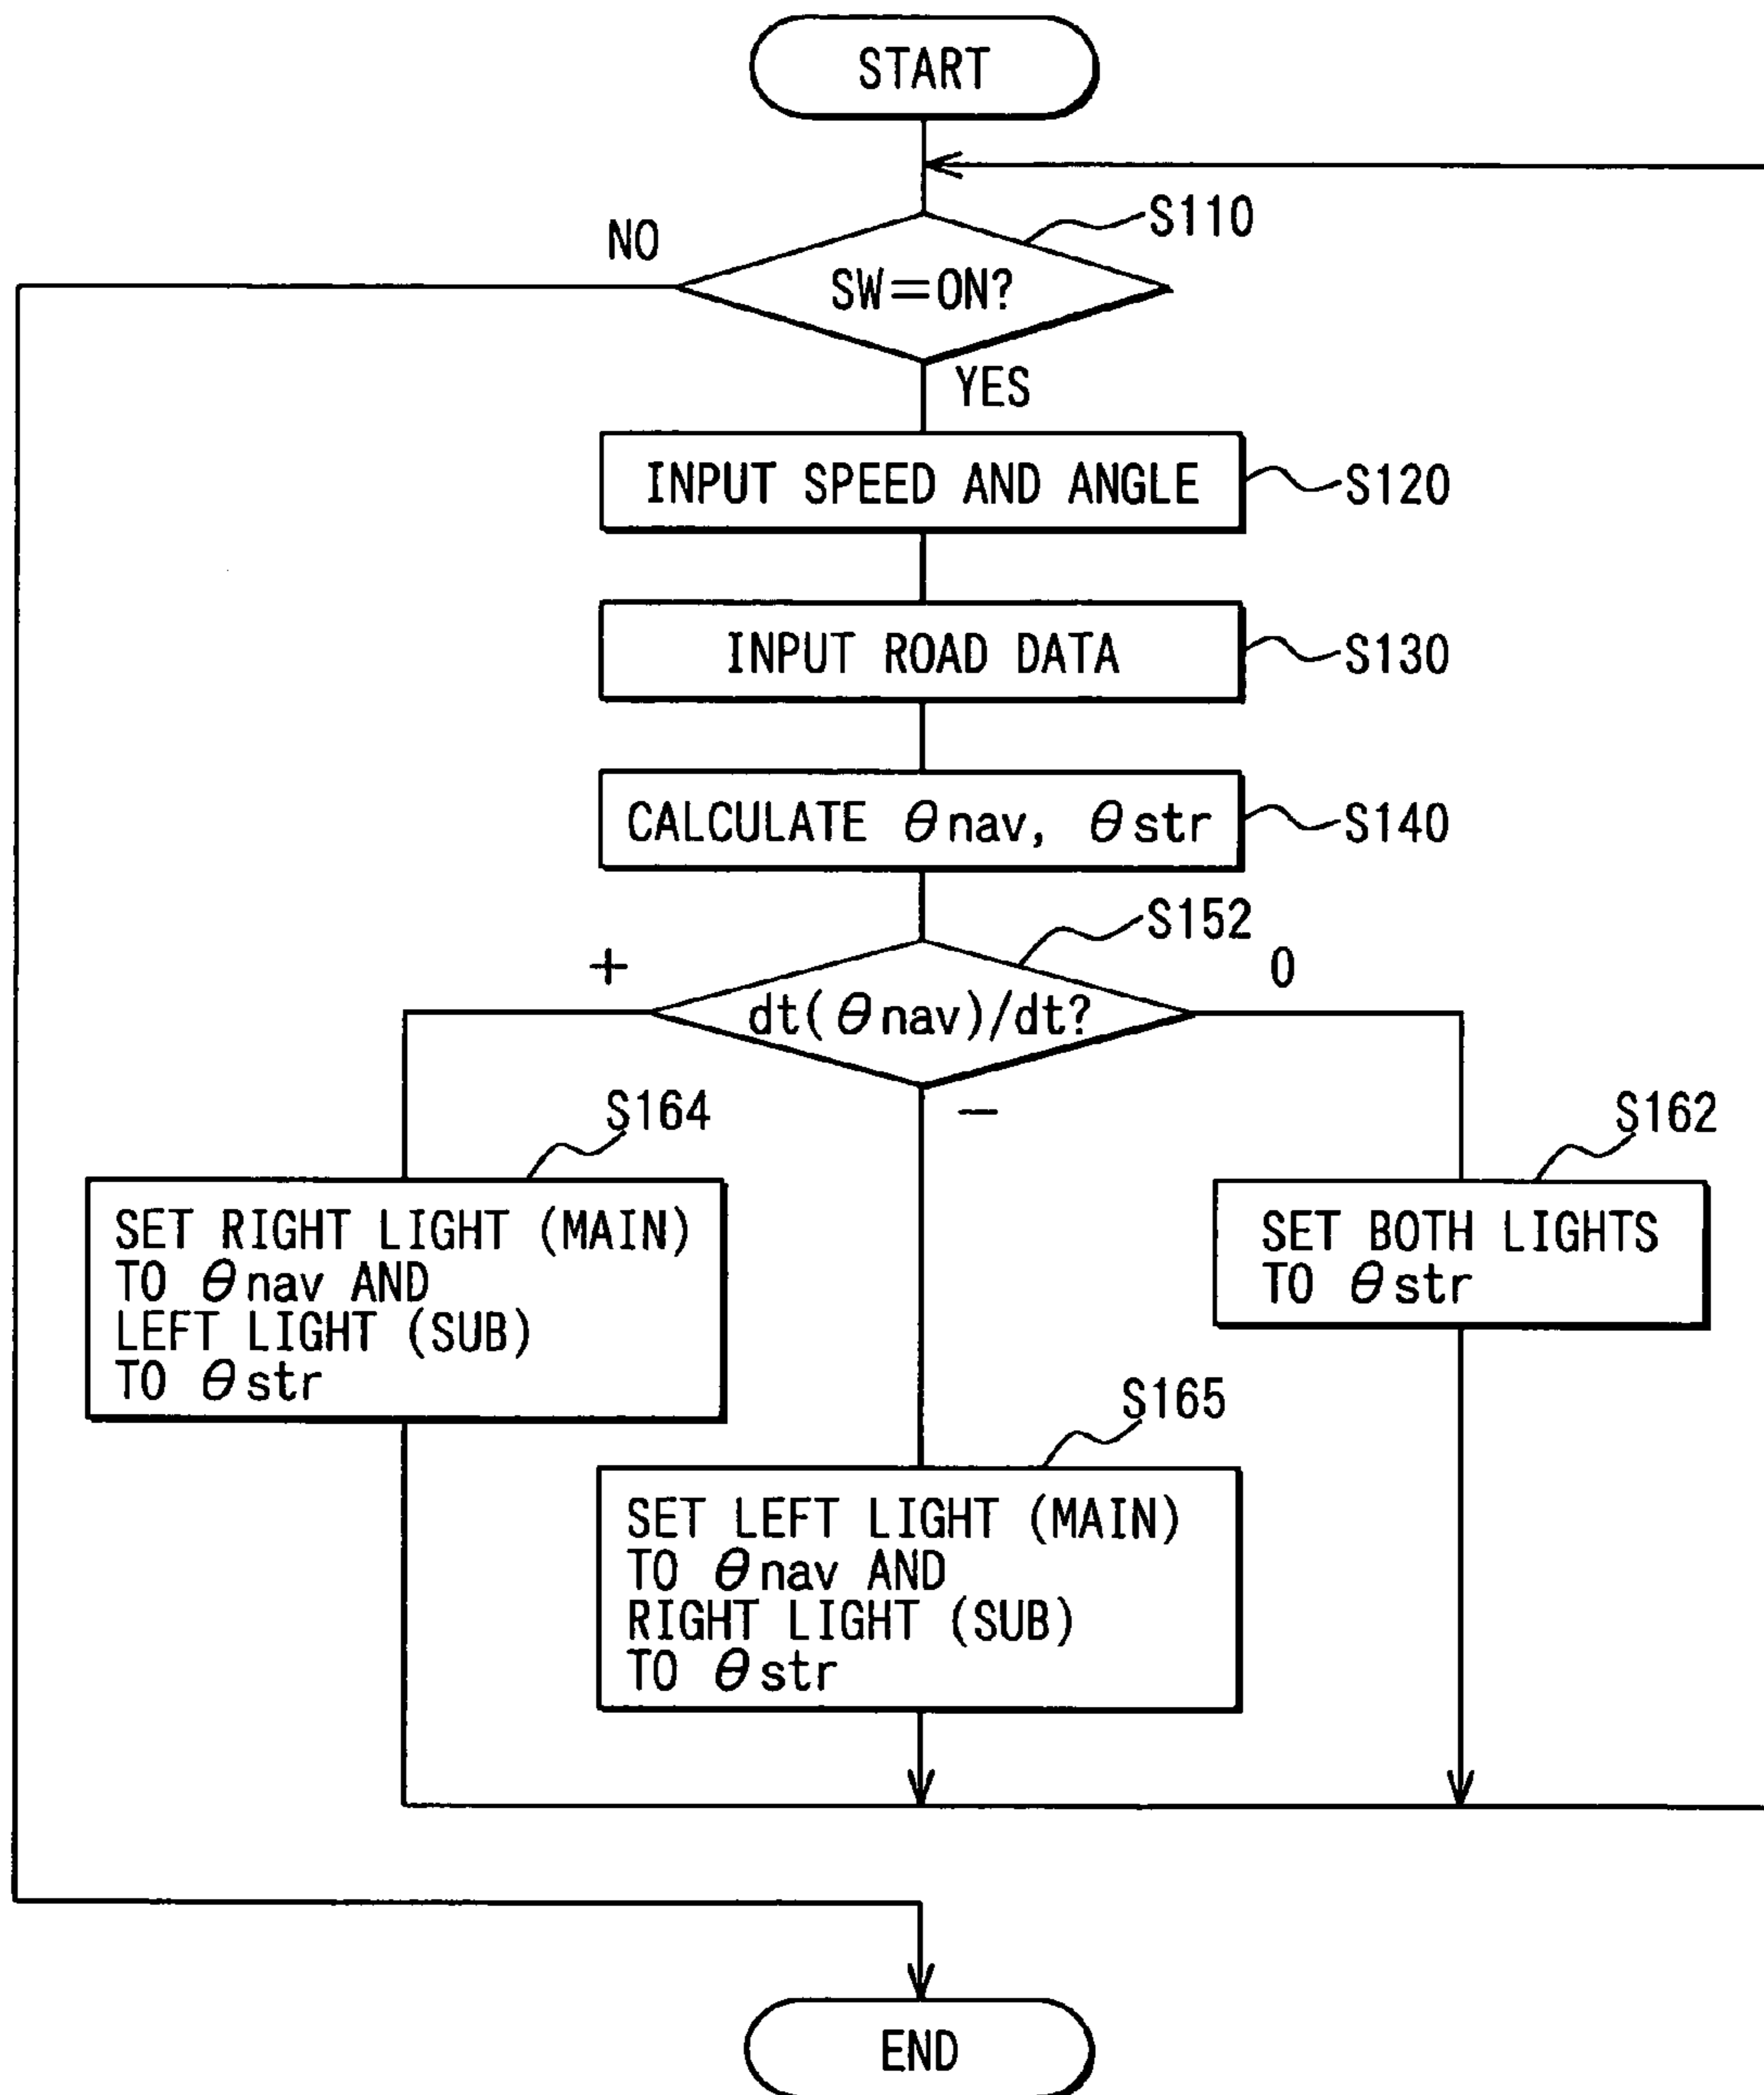 START
S110
NO
SW=ON?
YES
INPUT SPEED AND ANGLE
S120
INPUT ROAD DATA
S130
CALCULATE θnav, θstr
S140
S152
+
0
dt(θnav)/dt?
−
S164
S162
SET RIGHT LIGHT (MAIN)
TO θnav AND
LEFT LIGHT (SUB)
TO θstr
SET BOTH LIGHTS
TO θstr
S165
SET LEFT LIGHT (MAIN)
TO θnav AND
RIGHT LIGHT (SUB)
TO θstr
END